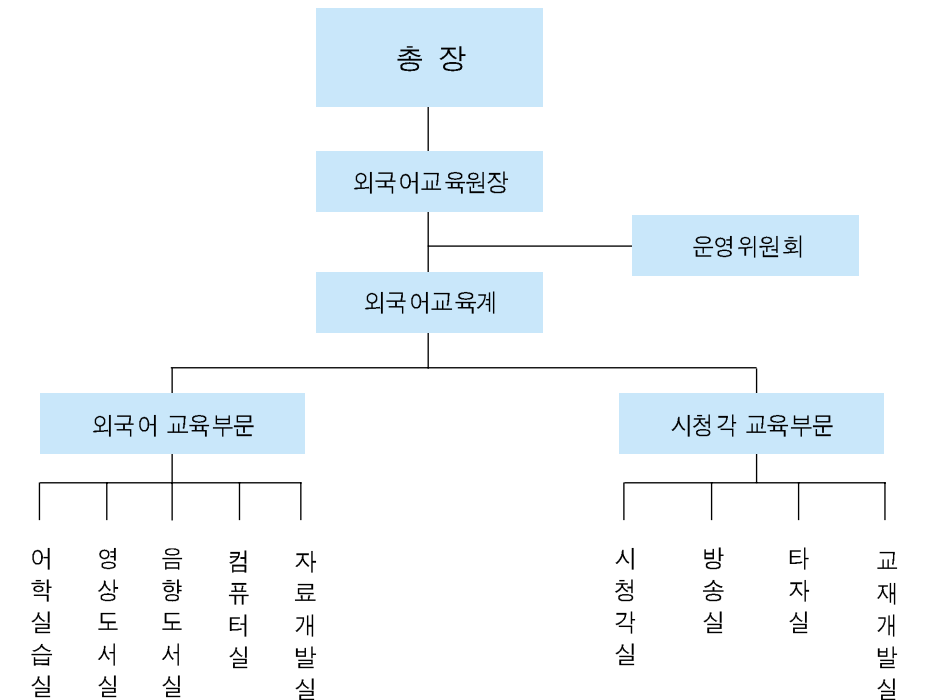 총 장
외국어교육원장
운영위원회
외국어교육계
외국어 교육부문
시청각 교육부문
어학실습실
영상도서실
음향도서실
컴퓨터실
자료개발실
시청각실
방송실
타자실
교재개발실